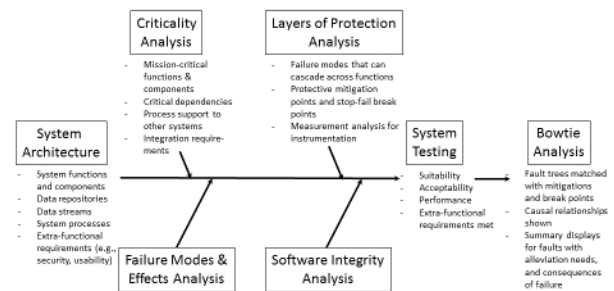 Criticality
Analysis
- Mission-critical
functions &
components
- Critical dependencies
- Process support to
other systems
- Integration require-
ments
Layers of Protection
Analysis
- Failure modes that can
cascade across functions
- Protective mitigation
points and stop-fail break
points
- Measurement analysis for
instrumentation
System
Architecture
- System functions
and components
- Data repositories
- Data streams
- System processes
- Extra-functional
requirements (e.g.,
security, usability)
System
Testing
- Suitability
- Acceptability
- Performance
- Extra-functional
requirements met
Bowtie
Analysis
- Fault trees matched
with mitigations
and break points
- Causal relationships
shown
- Summary displays
for faults with
alleviation needs,
and consequences
of failure
Failure Modes &
Effects Analysis
Software Integrity
Analysis